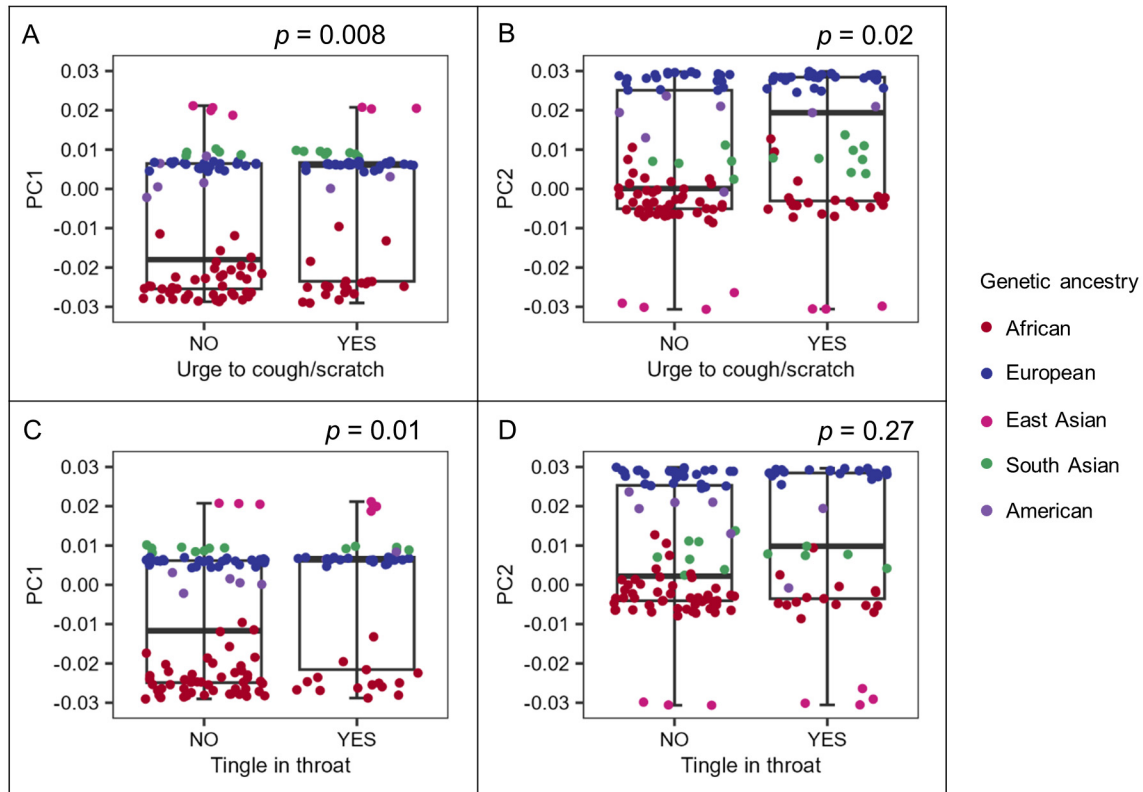 A
p = 0.008
0.03
0.02
0.01
0.00
-0.01
-0.02
-0.03
PC1
NO
YES
Urge to cough/scratch
B
p = 0.02
0.03
0.02
0.01
0.00
-0.01
-0.02
-0.03
PC2
NO
YES
Urge to cough/scratch
C
p = 0.01
0.03
0.02
0.01
0.00
-0.01
-0.02
-0.03
PC1
NO
YES
Tingle in throat
D
p = 0.27
0.03
0.02
0.01
0.00
-0.01
-0.02
-0.03
PC2
NO
YES
Tingle in throat
Genetic ancestry
African
European
East Asian
South Asian
American